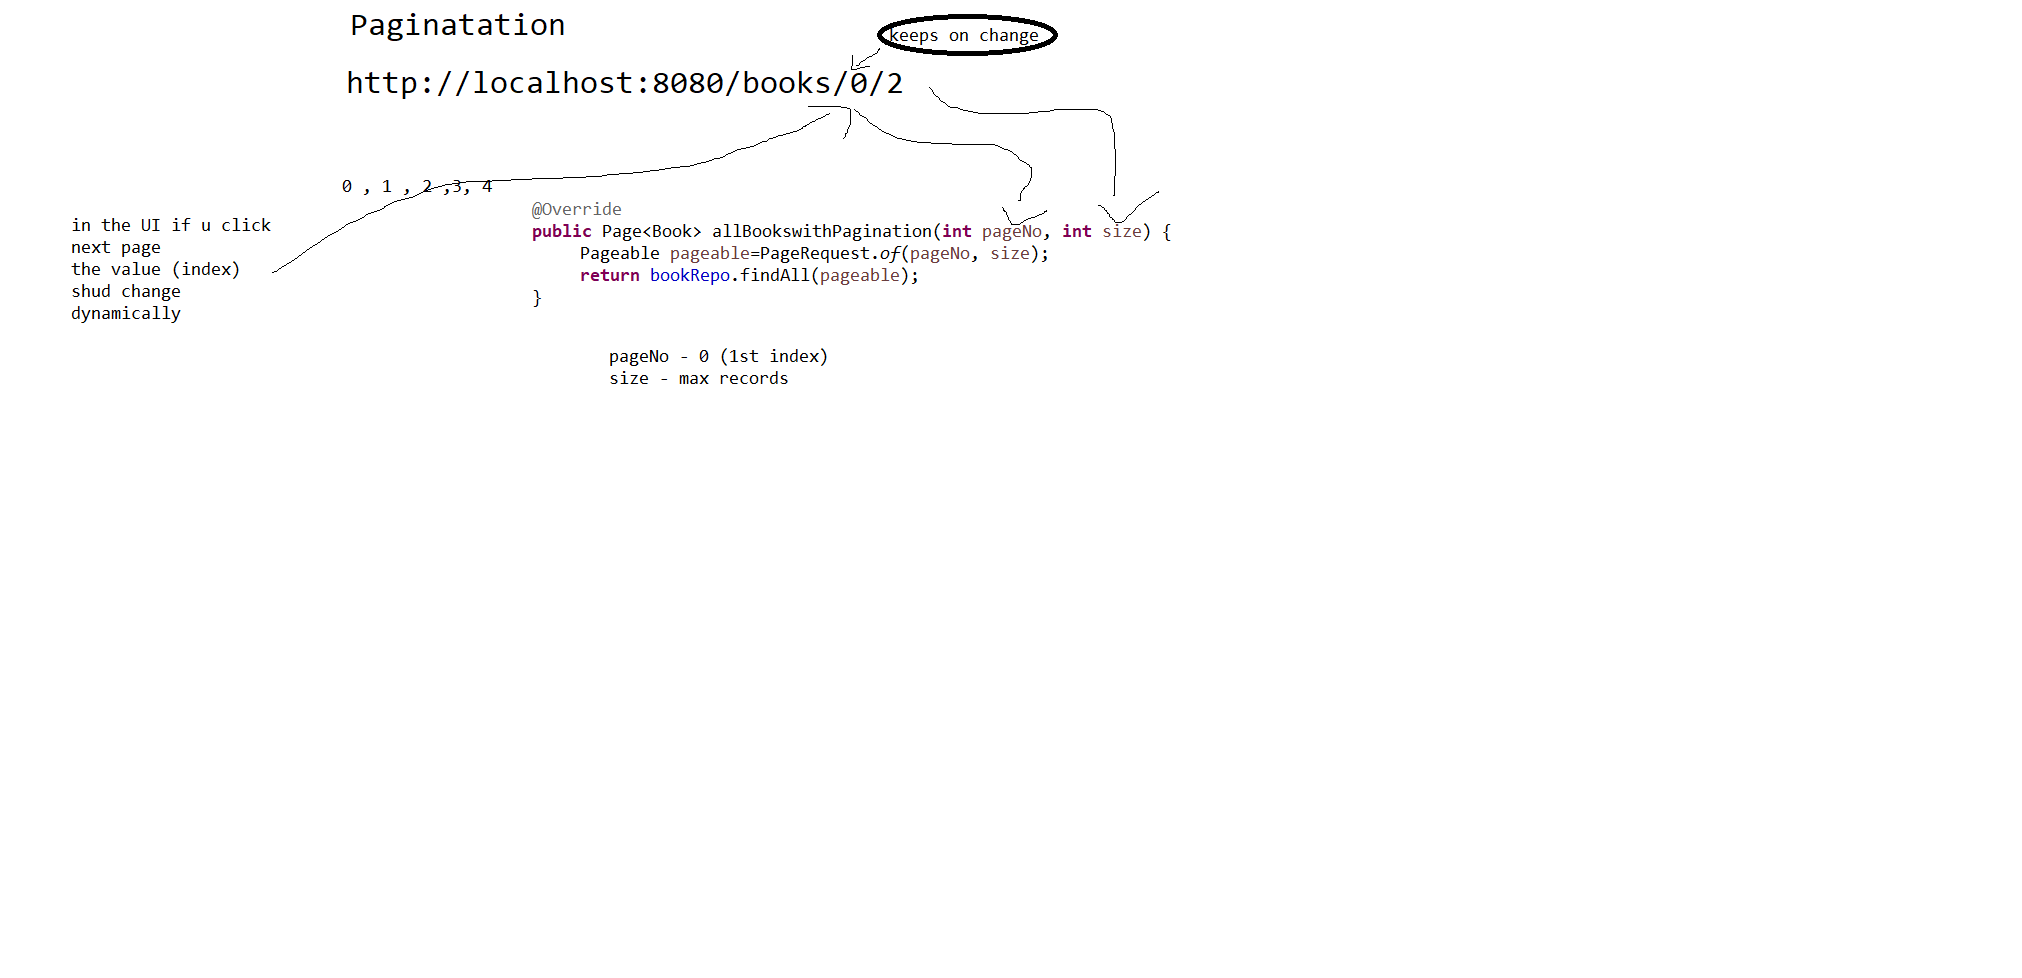 Paginatation
keeps on change
http://localhost:8080/books/0/2
0 , 1 , 2 ,3, 4
in the UI if u click
next page
the value (index)
shud change
dynamically
@Override
public Page<Book> allBookswithPagination(int pageNo, int size) {
Pageable pageable=PageRequest.of(pageNo, size);
return bookRepo.findAll(pageable);
}
pageNo - 0 (1st index)
size - max records